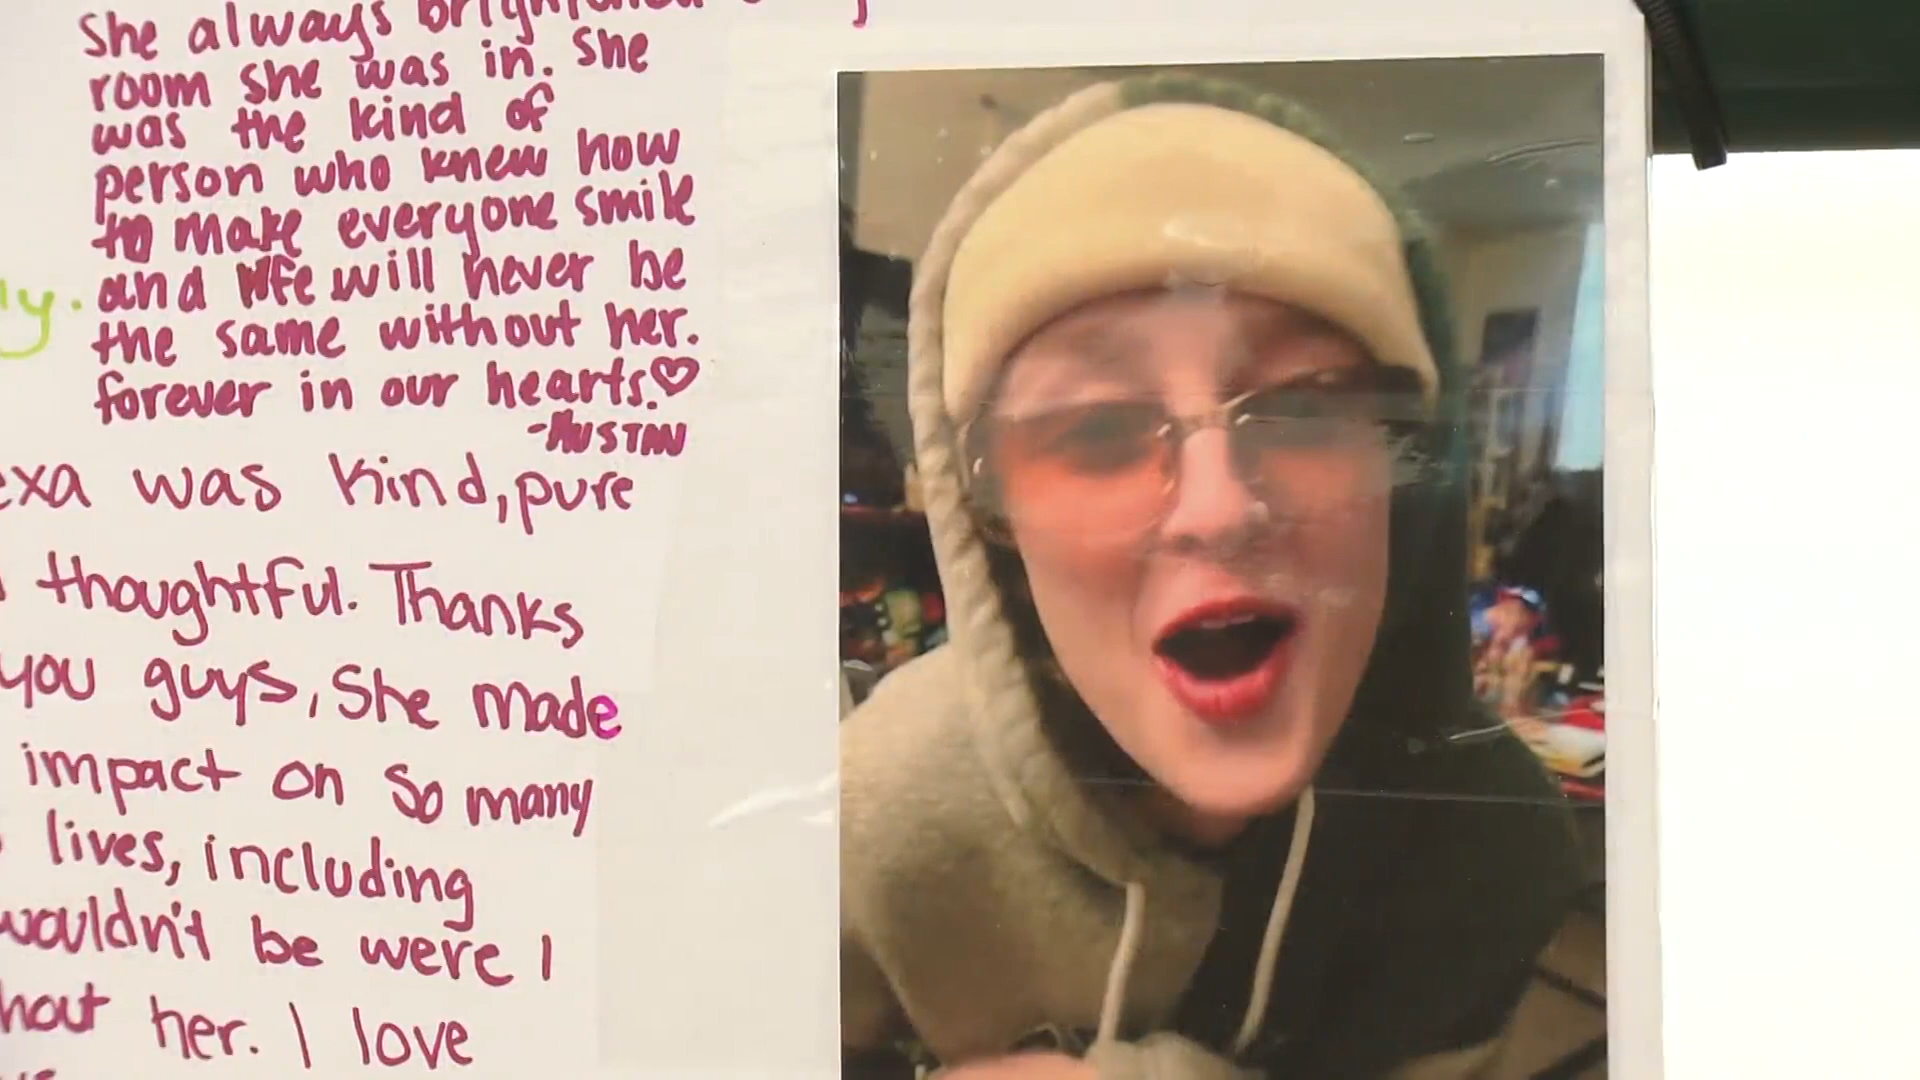 She always
room she was in. she
was the kind of
person who knew how
to make everyone smile
and life will never be
the same without her.
forever in our hearts.♡
-AUSTAN
exa was kind, pure
thoughtful. Thanks
you guys, She made
impact on so many
lives, including
wouldn't be were I
hout her. I love
ly.